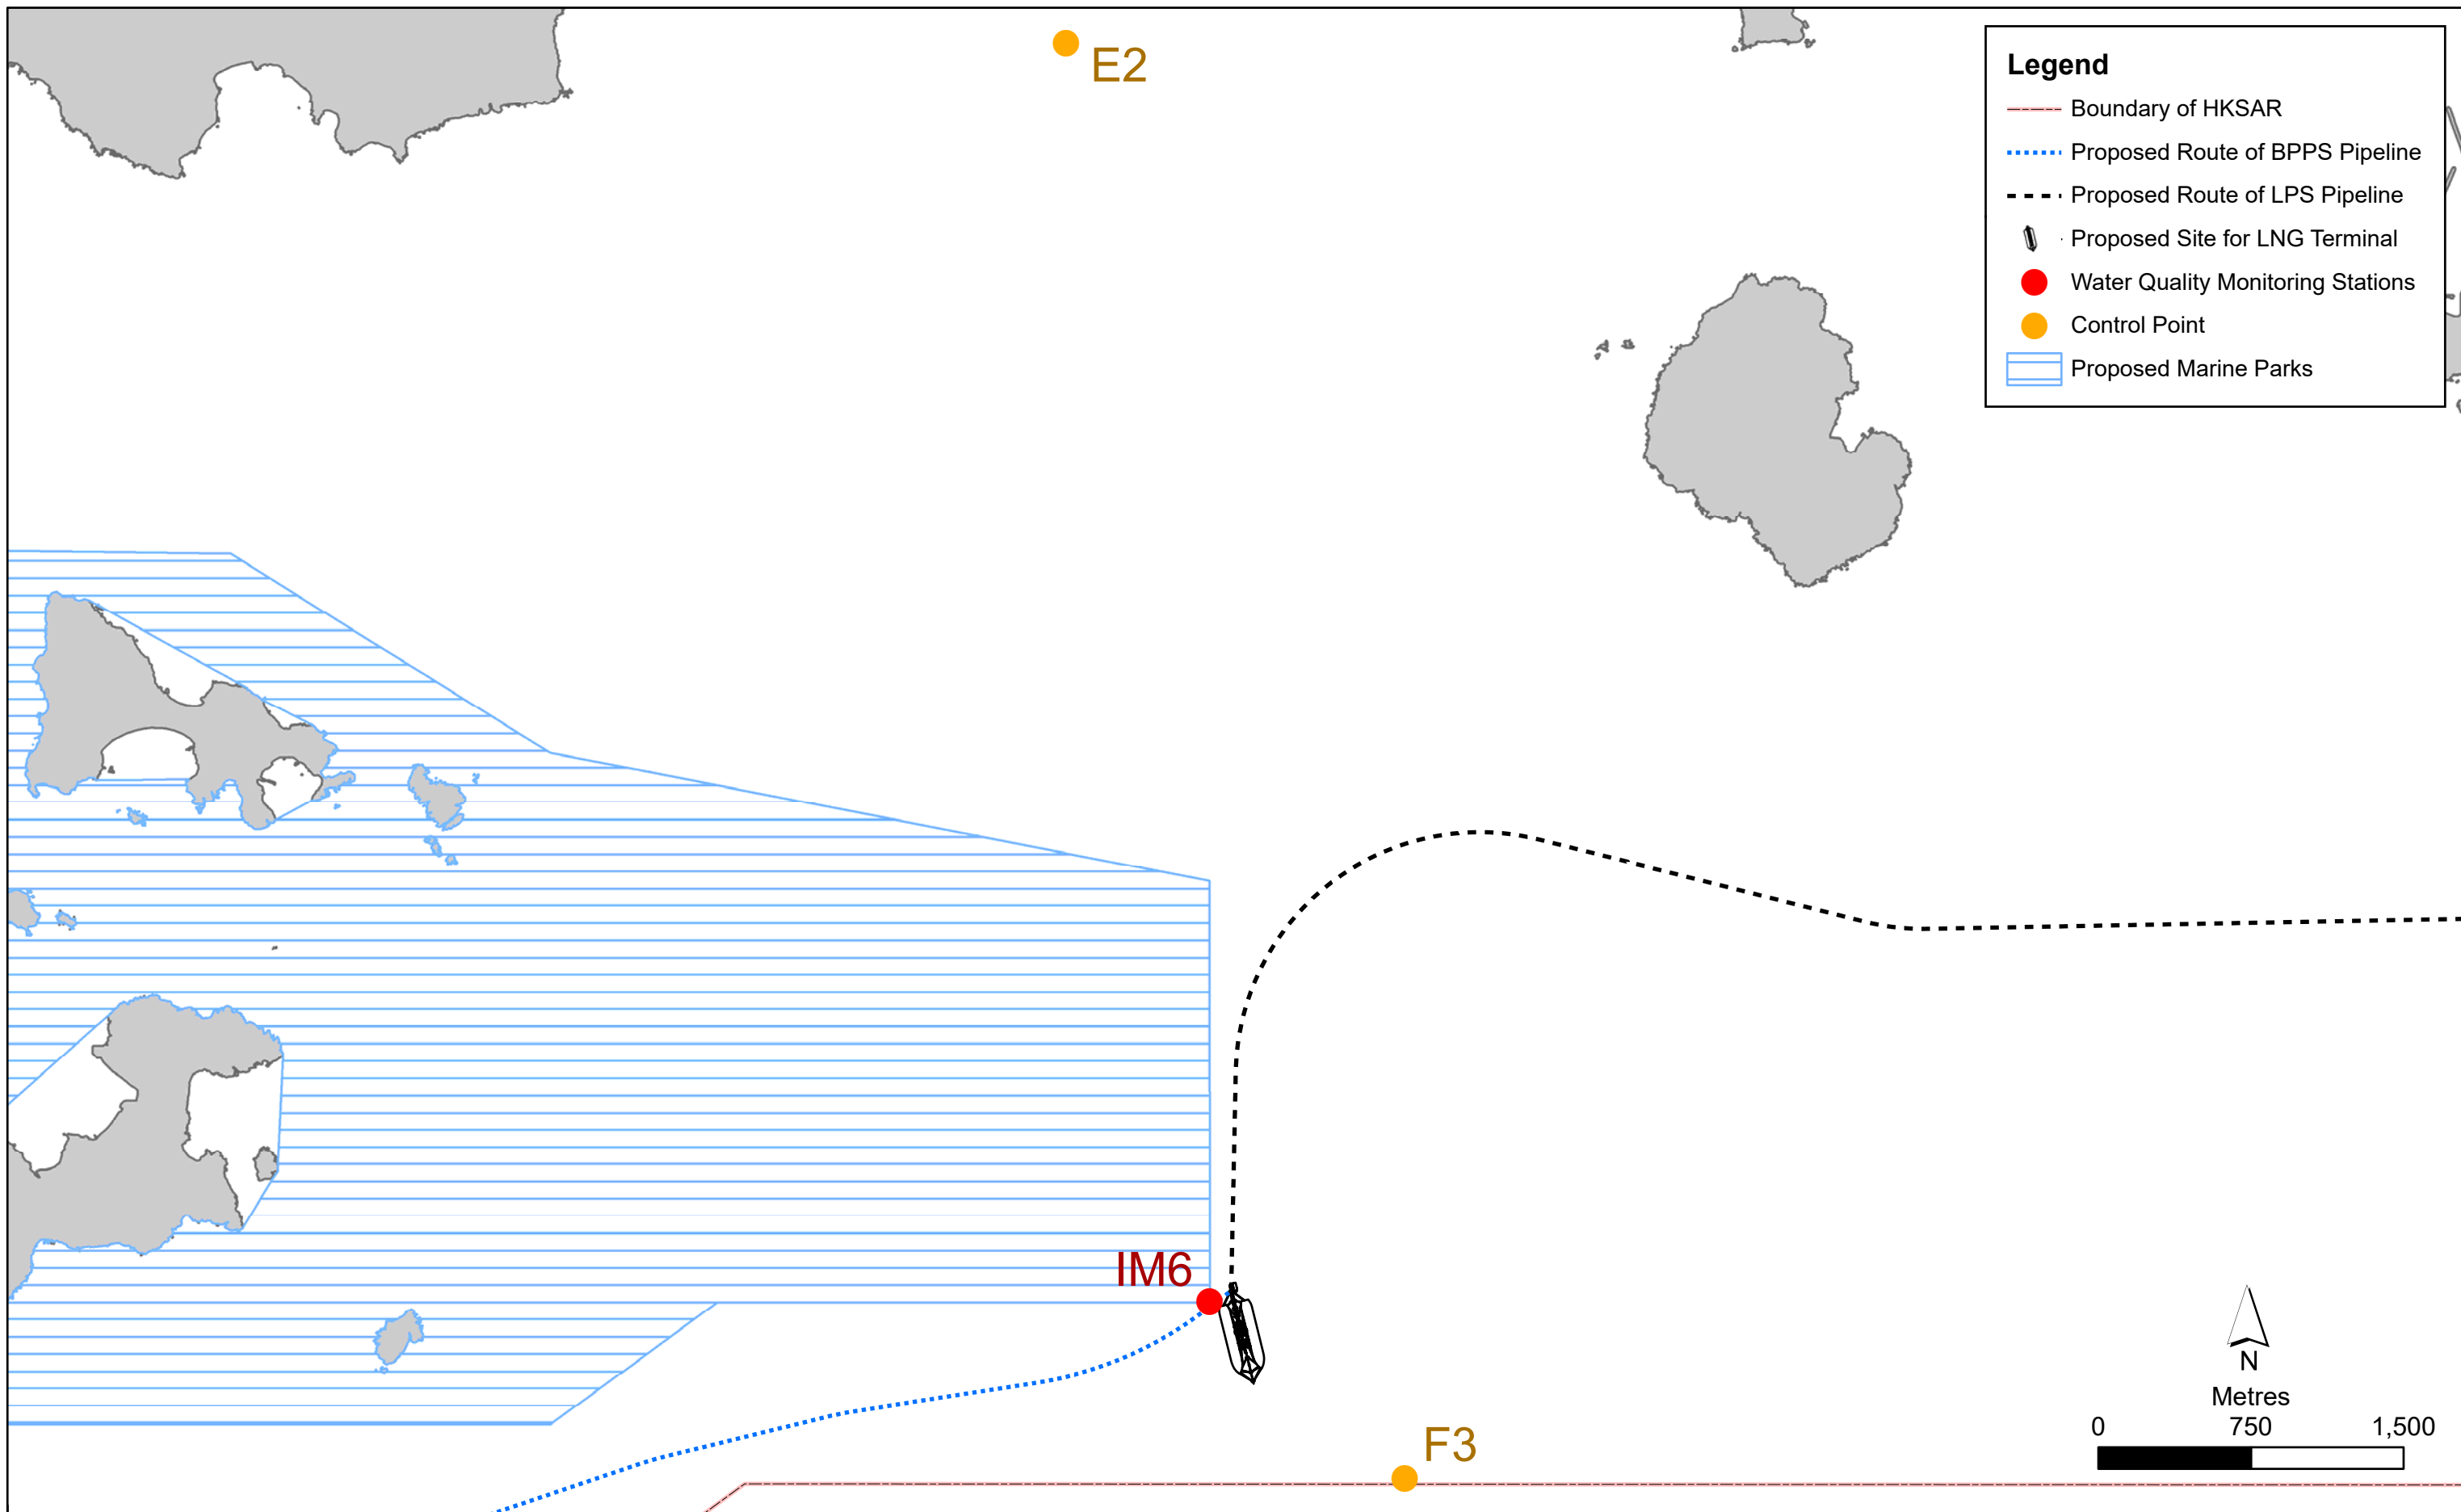 E2
Legend
Boundary of HKSAR
Proposed Route of BPPS Pipeline
Proposed Route of LPS Pipeline
Proposed Site for LNG Terminal
Water Quality Monitoring Stations
Control Point
Proposed Marine Parks
IM6
F3
N
Metres
0 750 1,500